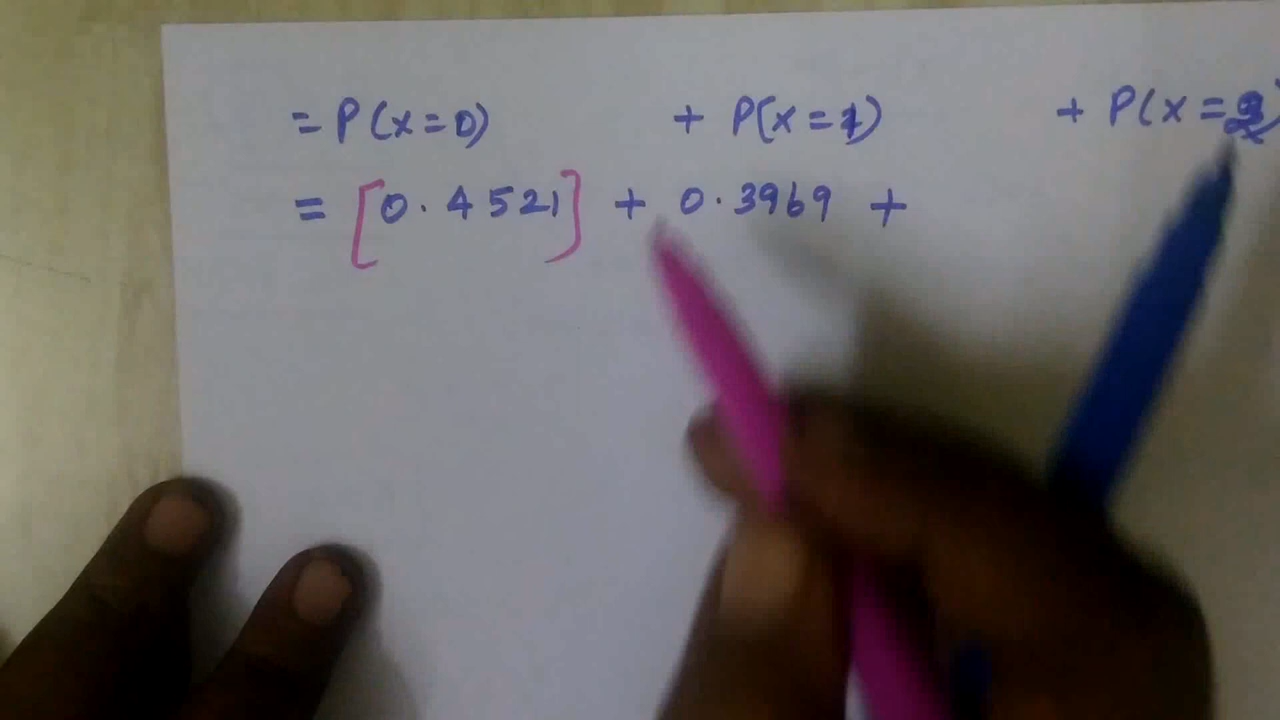 = P(x=0) + P(x=1) + P(x=2)
= [0.4521] + 0.3969 +